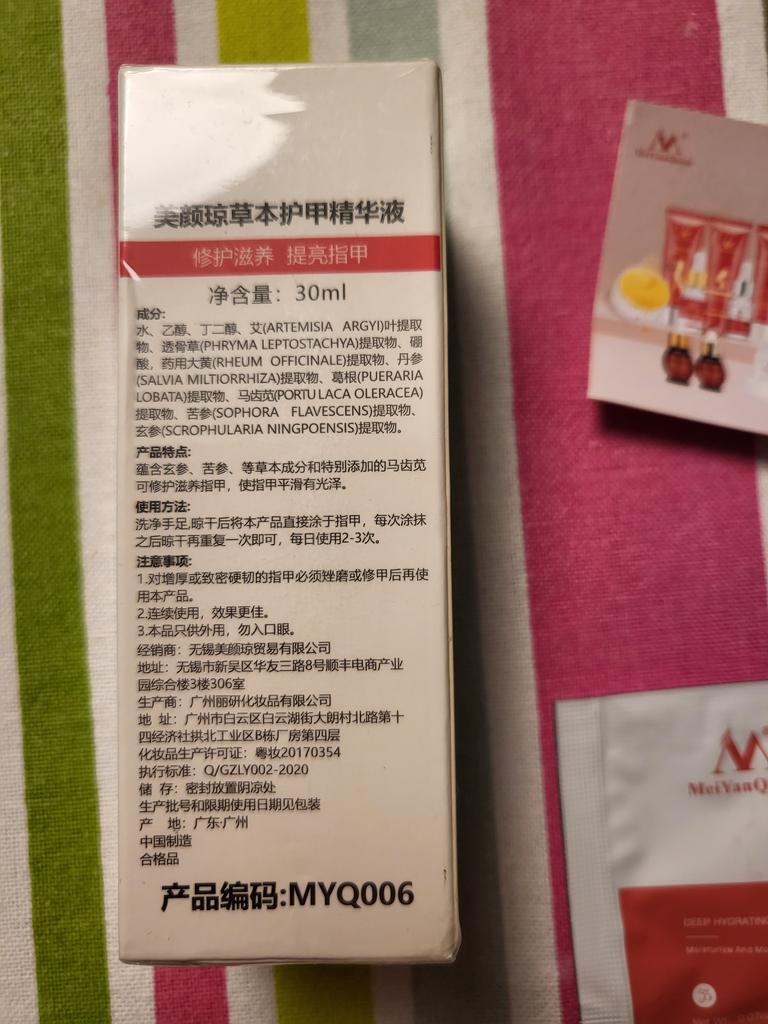 美颜琼草本护甲精华液
修护滋养 提亮指甲
净含量：30ml
成分:
水、乙醇、丁二醇、艾(ARTEMISIA ARGYI)叶提取
物、透骨草(PHRYMA LEPTOSTACHYA)提取物、硼
酸，药用大黄(RHEUM OFFICINALE)提取物、丹参
(SALVIA MILTIORRHIZA)提取物、葛根(PUERARIA
LOBATA)提取物、马齿苋(PORTULACA OLERACEA)
提取物、苦参(SOPHORA FLAVESCENS)提取物、
玄参(SCROPHULARIA NINGPOENSIS)提取物。
产品特点:
蕴含玄参、苦参、等草本成分和特别添加的马齿苋
可修护滋养指甲，使指甲平滑有光泽。
使用方法:
洗净手足,晾干后将本产品直接涂于指甲，每次涂抹
之后晾干再重复一次即可，每日使用2-3次。
注意事项:
1.对增厚或致密硬韧的指甲必须矬磨或修甲后再使
用本产品。
2.连续使用，效果更佳。
3.本品只供外用，勿入口眼。
经销商：无锡美颜琼贸易有限公司
地址：无锡市新吴区华友三路8号顺丰电商产业
园综合楼3楼306室
生产商：广州丽研化妆品有限公司
地 址：广州市白云区白云湖街大朗村北路第十
四经济社拱北工业区B栋厂房第四层
化妆品生产许可证：粤妆20170354
执行标准：Q/GZLY002-2020
储 存：密封放置阴凉处
生产批号和限期使用日期见包装
产 地：广东·广州
中国制造
合格品
产品编码:MYQ006
MeiYanQ
DEEP HYDRATING
Moisturize And Mo